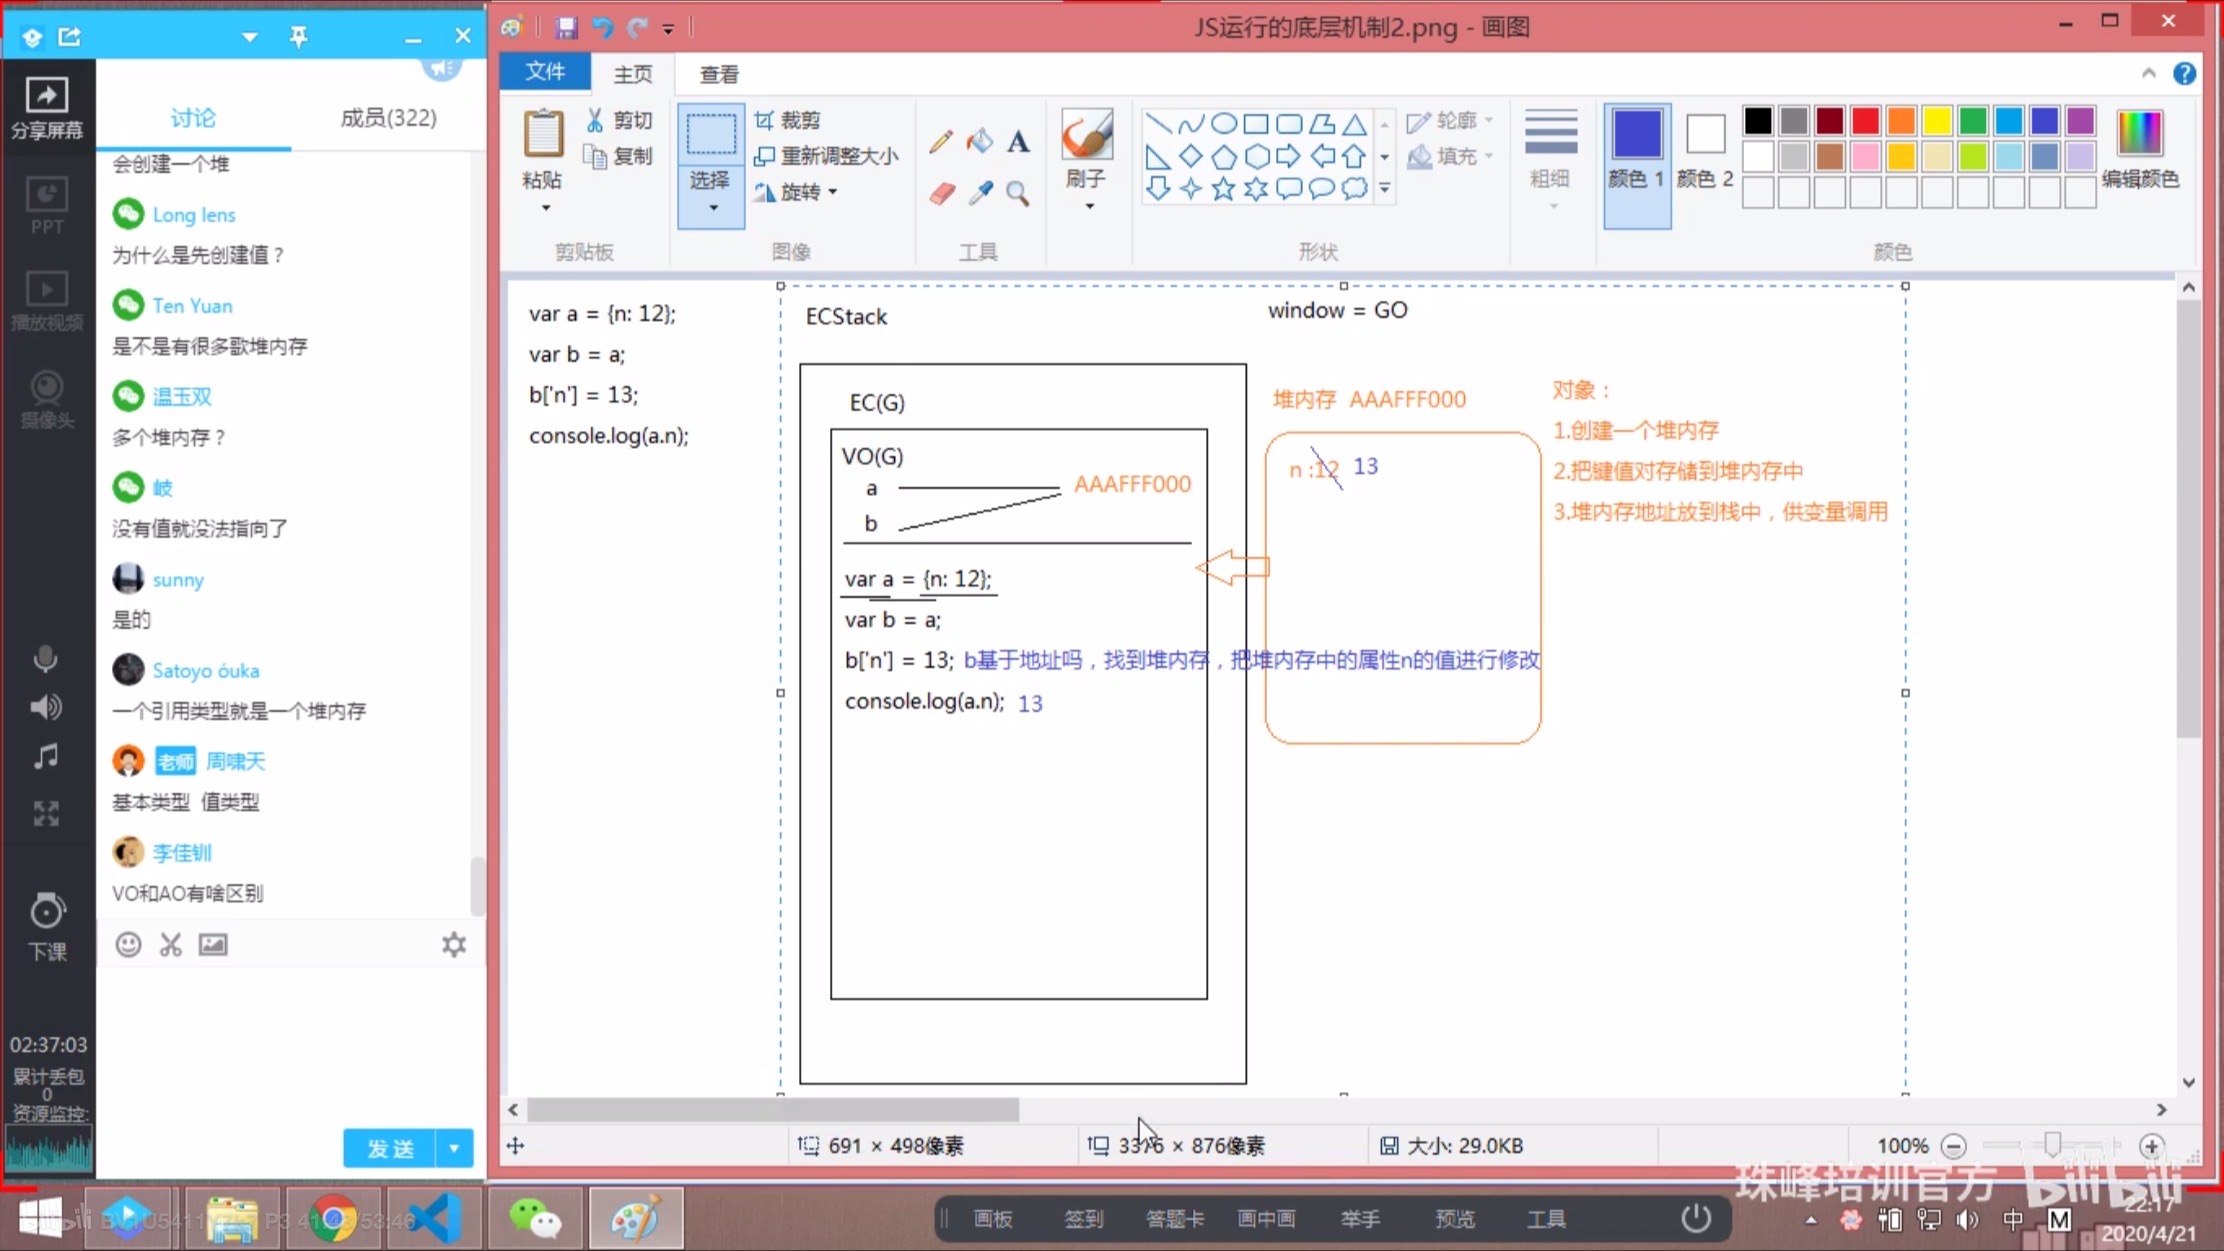 分享屏幕
PPT
播放视频
摄像头
下课
02:37:03
累计丢包
0
资源监控:
讨论
成员(322)
会创建一个堆
Long lens
为什么是先创建值？
Ten Yuan
是不是有很多歌堆内存
温玉双
多个堆内存？
岐
没有值就没法指向了
sunny
是的
Satoyo óuka
一个引用类型就是一个堆内存
老师 周啸天
基本类型 值类型
李佳钏
VO和AO有啥区别
发送
JS运行的底层机制2.png - 画图
文件 主页 查看
粘贴
剪切
复制
剪贴板
选择
裁剪
重新调整大小
旋转
图像
A
工具
刷子
形状
轮廓
填充
粗细
颜色 1
颜色 2
编辑颜色
颜色
var a = {n: 12};
var b = a;
b['n'] = 13;
console.log(a.n);
ECStack
window = GO
EC(G)
VO(G)
a
b
AAAFFF000
var a = {n: 12};
var b = a;
b['n'] = 13; b基于地址吗，找到堆内存，把堆内存中的属性n的值进行修改
console.log(a.n); 13
堆内存 AAAFFF000
n :12 13
对象：
1.创建一个堆内存
2.把键值对存储到堆内存中
3.堆内存地址放到栈中，供变量调用
691 × 498像素
3376 × 876像素
大小: 29.0KB
100%
珠峰培训官方 bilibili
P3 41:49/53:46
画板 签到 答题卡 画中画 举手 预览 工具
中 M
22:17
2020/4/21